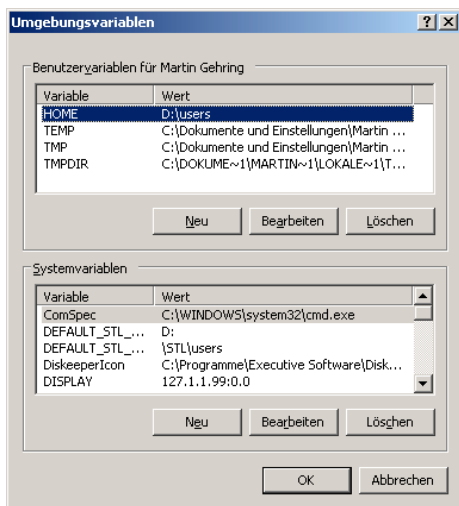 Umgebungsvariablen
Benutzervariablen für Martin Gehring
Variable Wert
HOME D:\users
TEMP C:\Dokumente und Einstellungen\Martin ...
TMP C:\Dokumente und Einstellungen\Martin ...
TMPDIR C:\DOKUME~1\MARTIN~1\LOKALE~1\T...
Neu Bearbeiten Löschen
Systemvariablen
Variable Wert
ComSpec C:\WINDOWS\system32\cmd.exe
DEFAULT_STL_... D:
DEFAULT_STL_... \STL\users
DiskeeperIcon C:\Programme\Executive Software\Disk...
DISPLAY 127.1.1.99:0.0
Neu Bearbeiten Löschen
OK Abbrechen